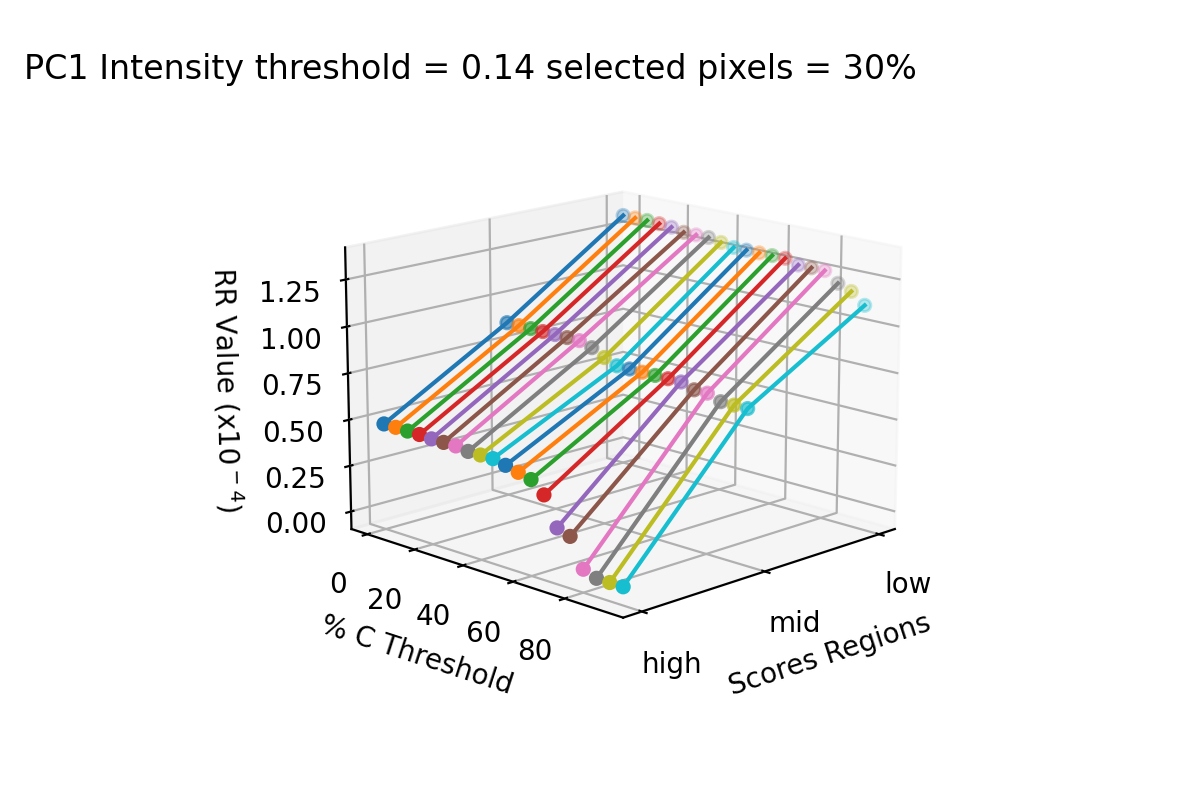 PC1 Intensity threshold = 0.14 selected pixels = 30%
RR Value (x10⁻⁴)
1.25
1.00
0.75
0.50
0.25
0.00
0
20
40
60
80
% C Threshold
high
mid
low
Scores Regions